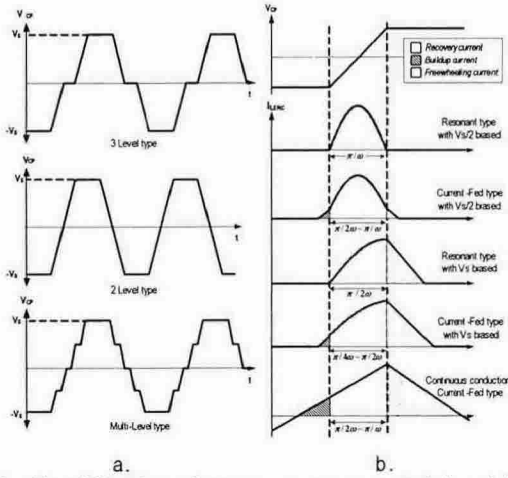 V CP
Vs
-Vs
t
3 Level type
VCP
Vs
-Vs
t
2 Level type
VCP
Vs
-Vs
t
Multi-Level type
a.
VCP
Recovery current
Buildup current
Freewheeling current
Resonant type
with Vs/2 biased
π/ω
Current -Fed type
with Vs/2 biased
π/2ω~π/ω
Resonant type
with Vs biased
π/2ω
Current-Fed type
with Vs biased
π/4ω~π/2ω
Continuous conduction
Current -Fed type
π/2ω~π/ω
b.